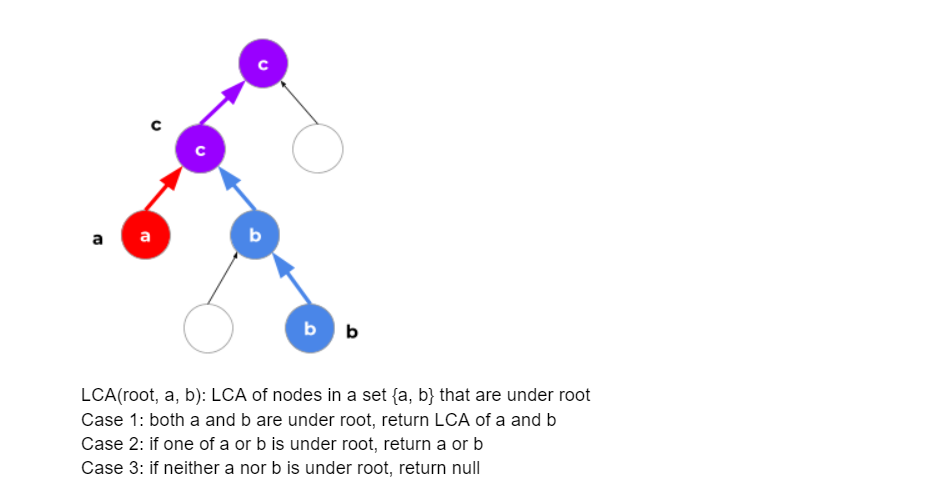 c
c
c
a
a
b
b
b
LCA(root, a, b): LCA of nodes in a set {a, b} that are under root
Case 1: both a and b are under root, return LCA of a and b
Case 2: if one of a or b is under root, return a or b
Case 3: if neither a nor b is under root, return null